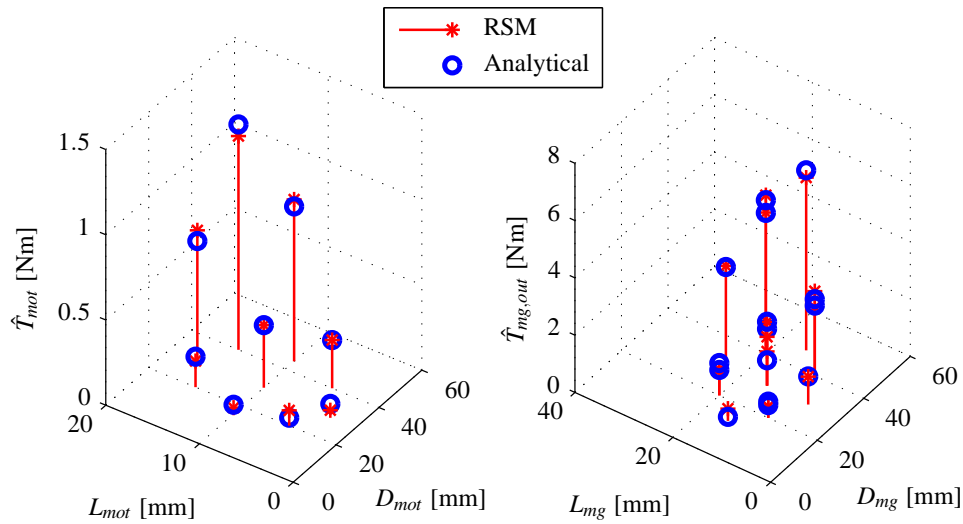 RSM
Analytical
1.5
1
0.5
0
T̂mot [Nm]
20
10
0
Lmot [mm]
0
20
40
60
Dmot [mm]
8
6
4
2
0
T̂mg,out [Nm]
40
20
0
Lmg [mm]
0
20
40
60
Dmg [mm]